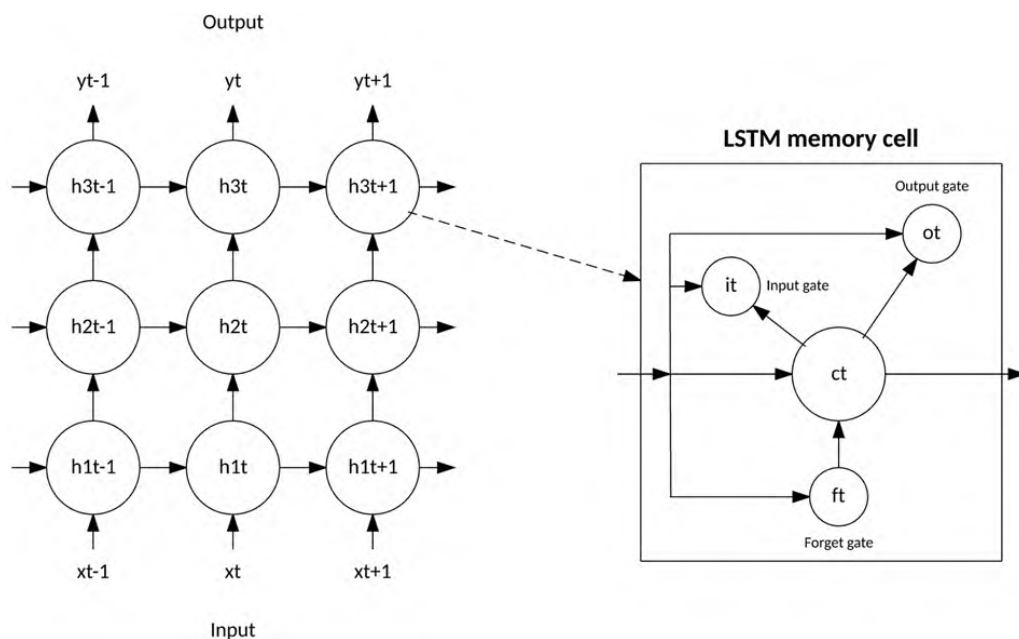 Output
yt-1 yt yt+1
h3t-1 h3t h3t+1
h2t-1 h2t h2t+1
h1t-1 h1t h1t+1
xt-1 xt xt+1
Input
LSTM memory cell
Output gate
ot
it Input gate
ct
ft
Forget gate